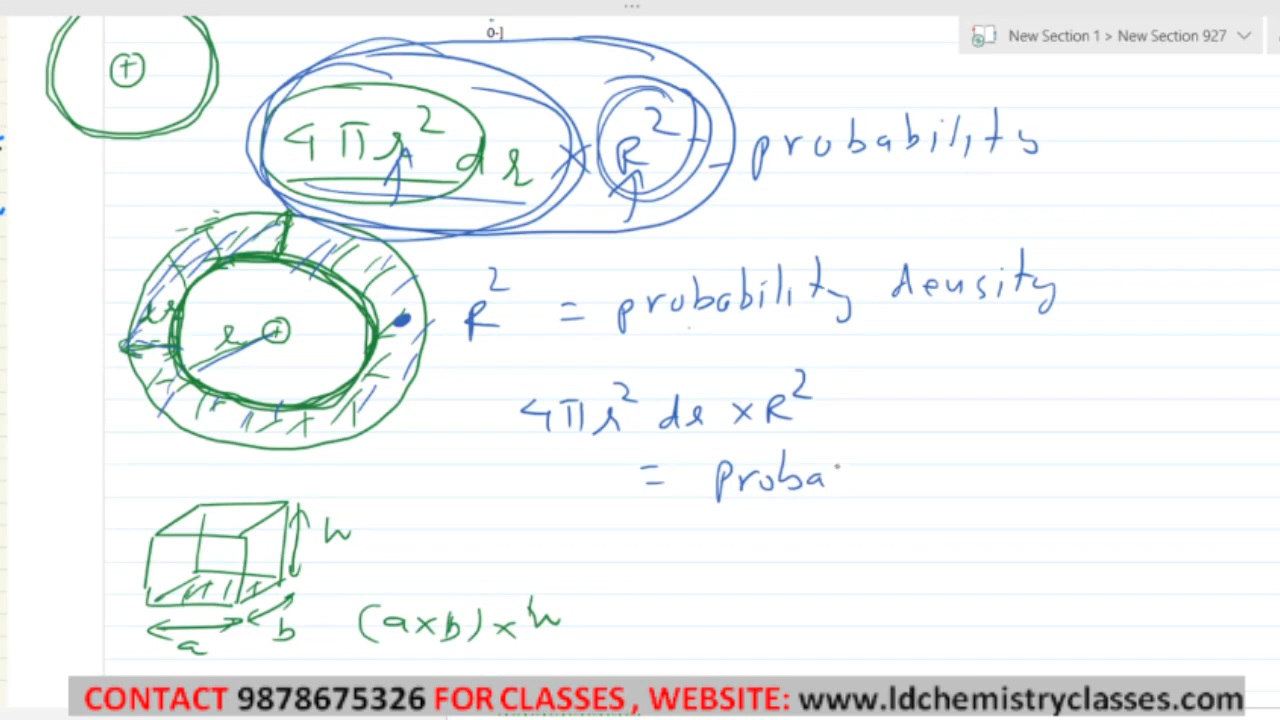 0-]
New Section 1 > New Section 927
+
4πr² dr × R² - probability
dr
r
+
R² = probability density
4πr² dr × R²
= proba
h
b
a
(a×b)×h
CONTACT 9878675326 FOR CLASSES , WEBSITE: www.ldchemistryclasses.com